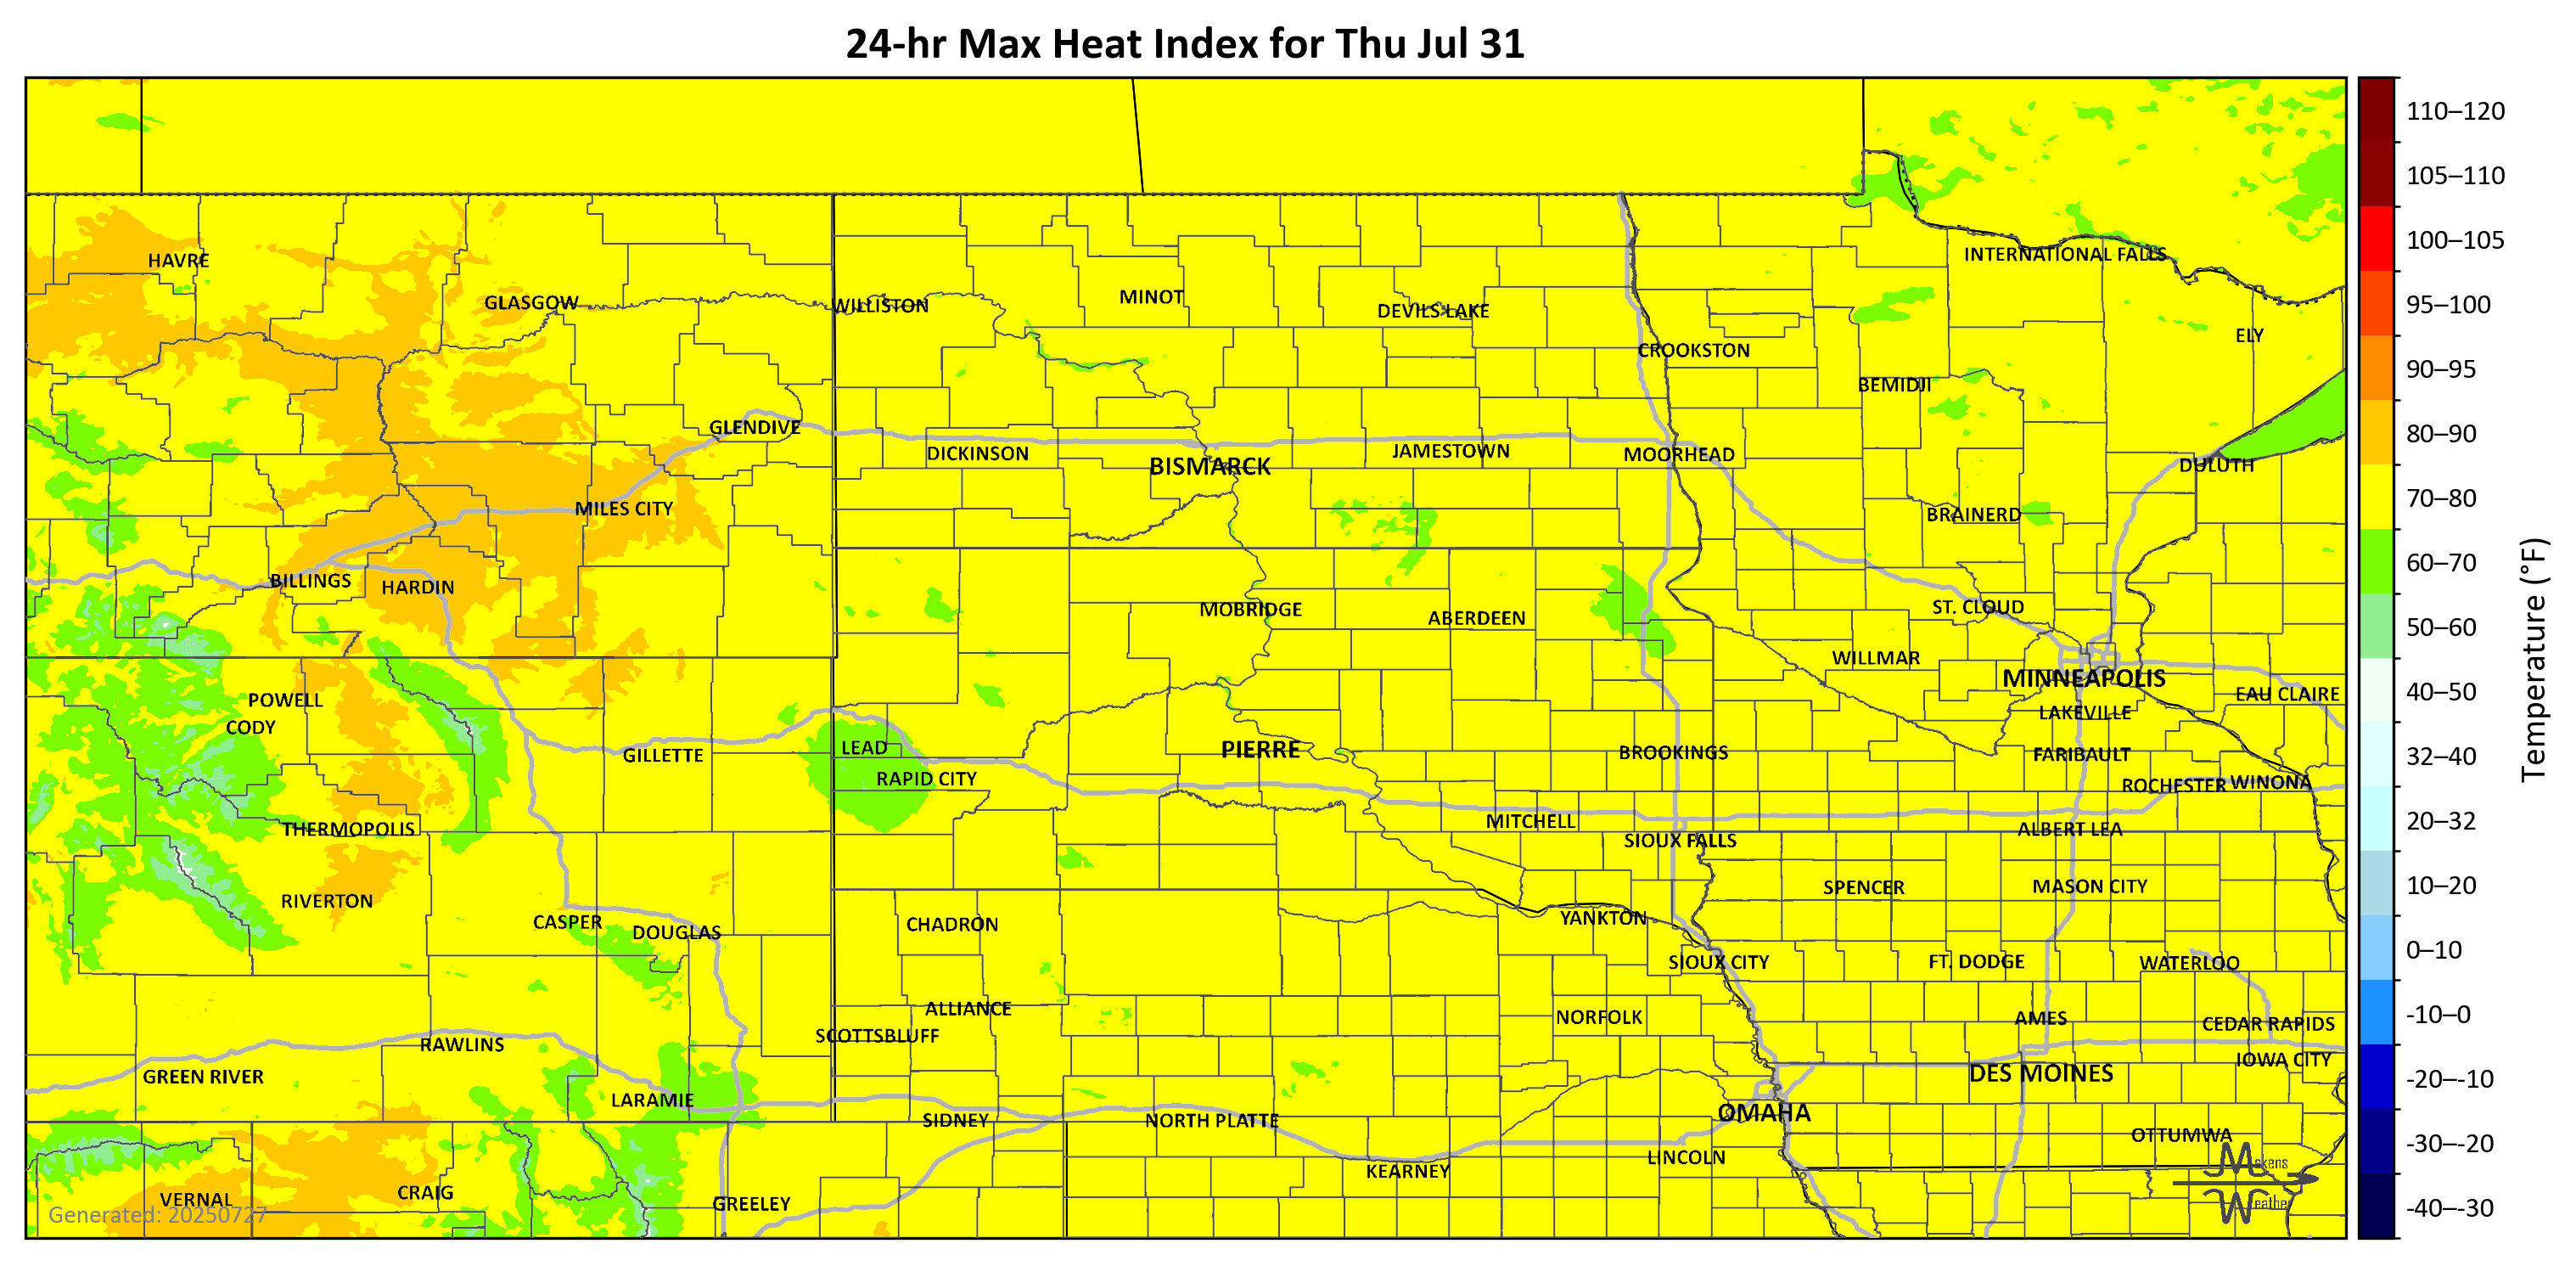 24-hr Max Heat Index for Thu Jul 31
110–120
105–110
100–105
95–100
90–95
80–90
70–80
60–70
50–60
40–50
32–40
20–32
10–20
0–10
-10–0
-20–-10
-30–-20
-40–-30
Temperature (°F)
HAVRE
INTERNATIONAL FALLS
GLASGOW
WILLISTON
MINOT
DEVILS LAKE
ELY
CROOKSTON
BEMIDJI
GLENDIVE
DICKINSON
BISMARCK
JAMESTOWN
MOORHEAD
DULUTH
MILES CITY
BRAINERD
BILLINGS
HARDIN
MOBRIDGE
ABERDEEN
ST. CLOUD
WILLMAR
MINNEAPOLIS
EAU CLAIRE
POWELL
CODY
LAKEVILLE
GILLETTE
LEAD
RAPID CITY
PIERRE
BROOKINGS
FARIBAULT
ROCHESTER
WINONA
THERMOPOLIS
MITCHELL
SIOUX FALLS
ALBERT LEA
RIVERTON
SPENCER
MASON CITY
CASPER
DOUGLAS
CHADRON
YANKTON
SIOUX CITY
FT. DODGE
WATERLOO
ALLIANCE
SCOTTSBLUFF
NORFOLK
AMES
CEDAR RAPIDS
RAWLINS
GREEN RIVER
IOWA CITY
DES MOINES
LARAMIE
SIDNEY
NORTH PLATTE
OMAHA
OTTUMWA
LINCOLN
KEARNEY
VERNAL
CRAIG
GREELEY
Generated: 20250727
Makens
Weather